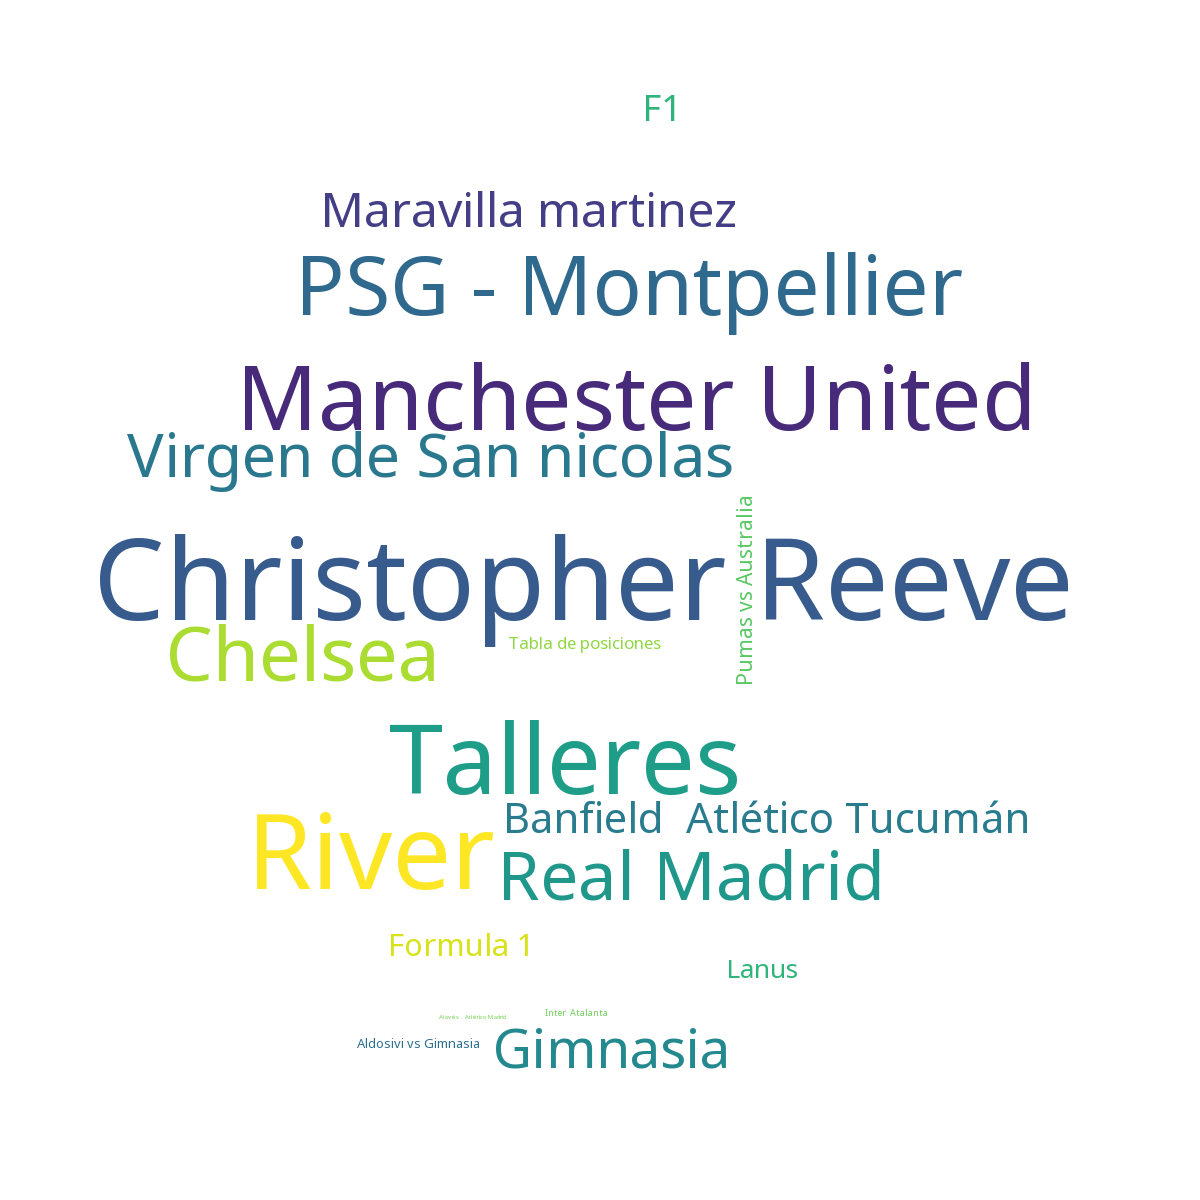 F1
Maravilla martinez
PSG - Montpellier
Manchester United
Virgen de San nicolas
Pumas vs Australia
Christopher Reeve
Chelsea
Tabla de posiciones
Talleres
Banfield Atlético Tucumán
River
Real Madrid
Formula 1
Lanus
Inter Atalanta
Alavés - Atlético Madrid
Aldosivi vs Gimnasia
Gimnasia